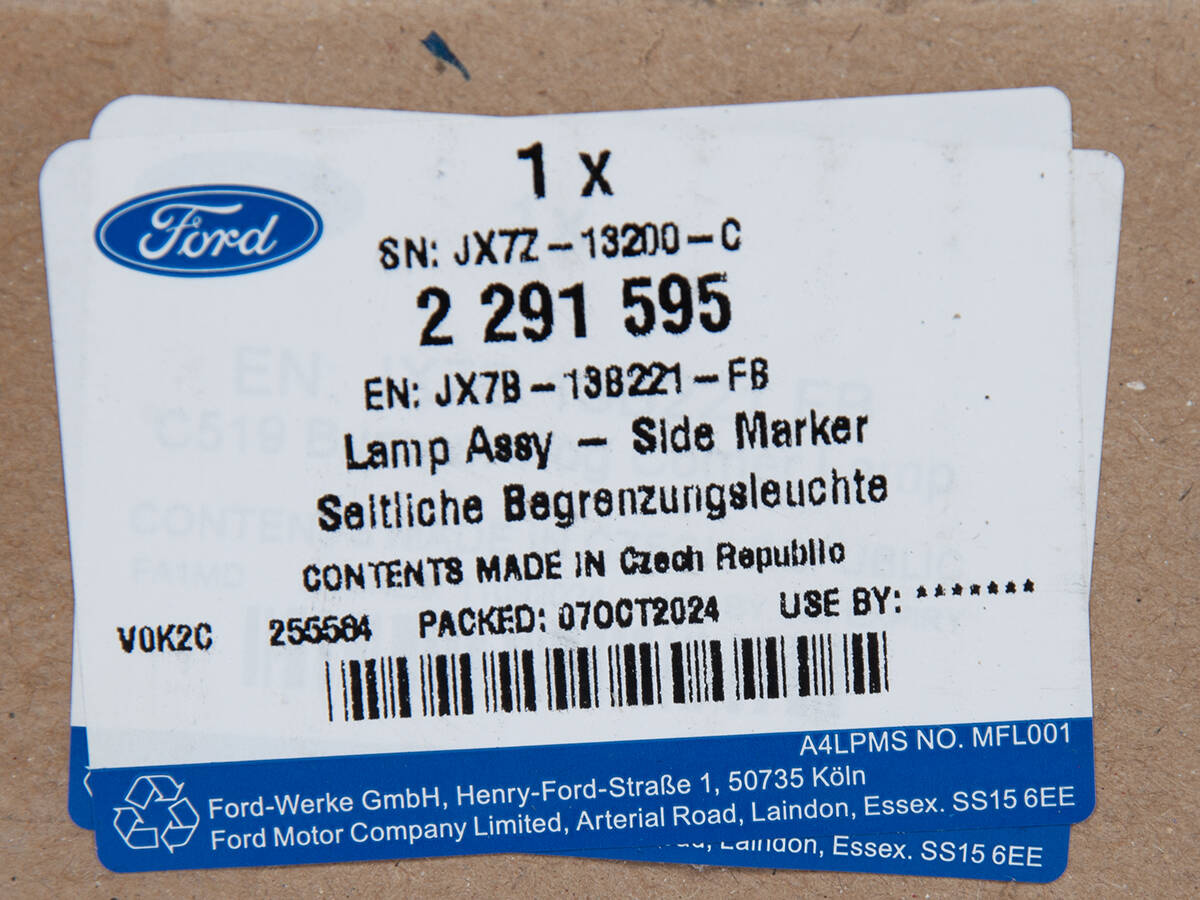 1 x
Ford
SN: JX7Z-13200-C
2 291 595
EN: JX7B-13B221-FB
Lamp Assy - Side Marker
Seitliche Begrenzungsleuchte
CONTENTS MADE IN Czech Republic
V0K2C 255584 PACKED: 07OCT2024 USE BY: *******
A4LPMS NO. MFL001
Ford-Werke GmbH, Henry-Ford-Straße 1, 50735 Köln
Ford Motor Company Limited, Arterial Road, Laindon, Essex. SS15 6EE
Laindon, Essex. SS15 6EE